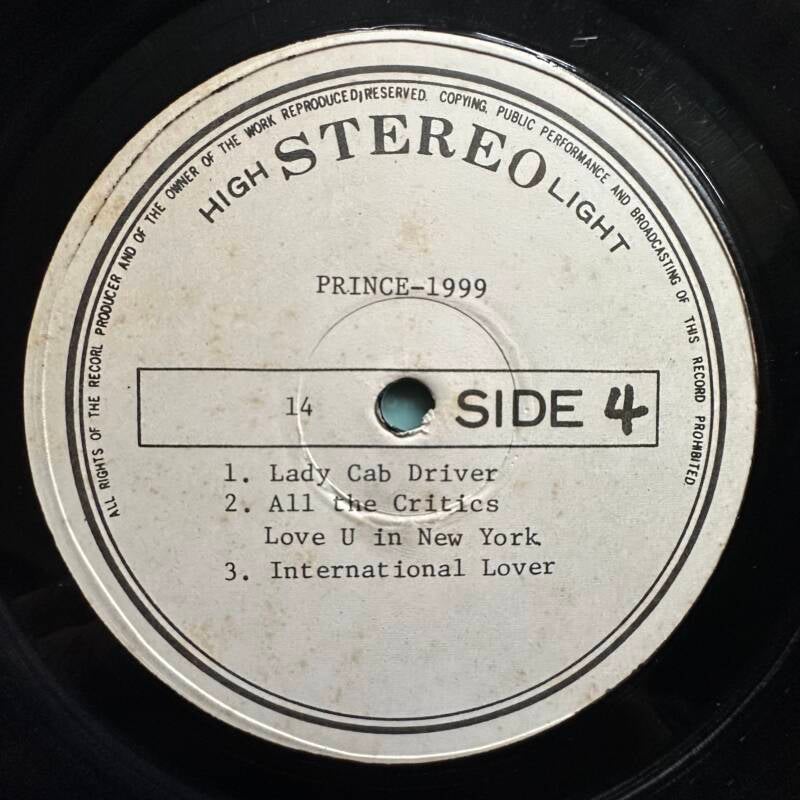 ALL RIGHTS OF THE RECORL PRODUCER AND OF THE OWNER OF THE WORK REPRODUCED;RESERVED. COPYING, PUBLIC PERFORMANCE AND BROADCASTING OF THIS RECORD PROHIBITED
HIGH STEREO LIGHT
PRINCE-1999
14 SIDE 4
1. Lady Cab Driver
2. All the Critics
Love U in New York
3. International Lover